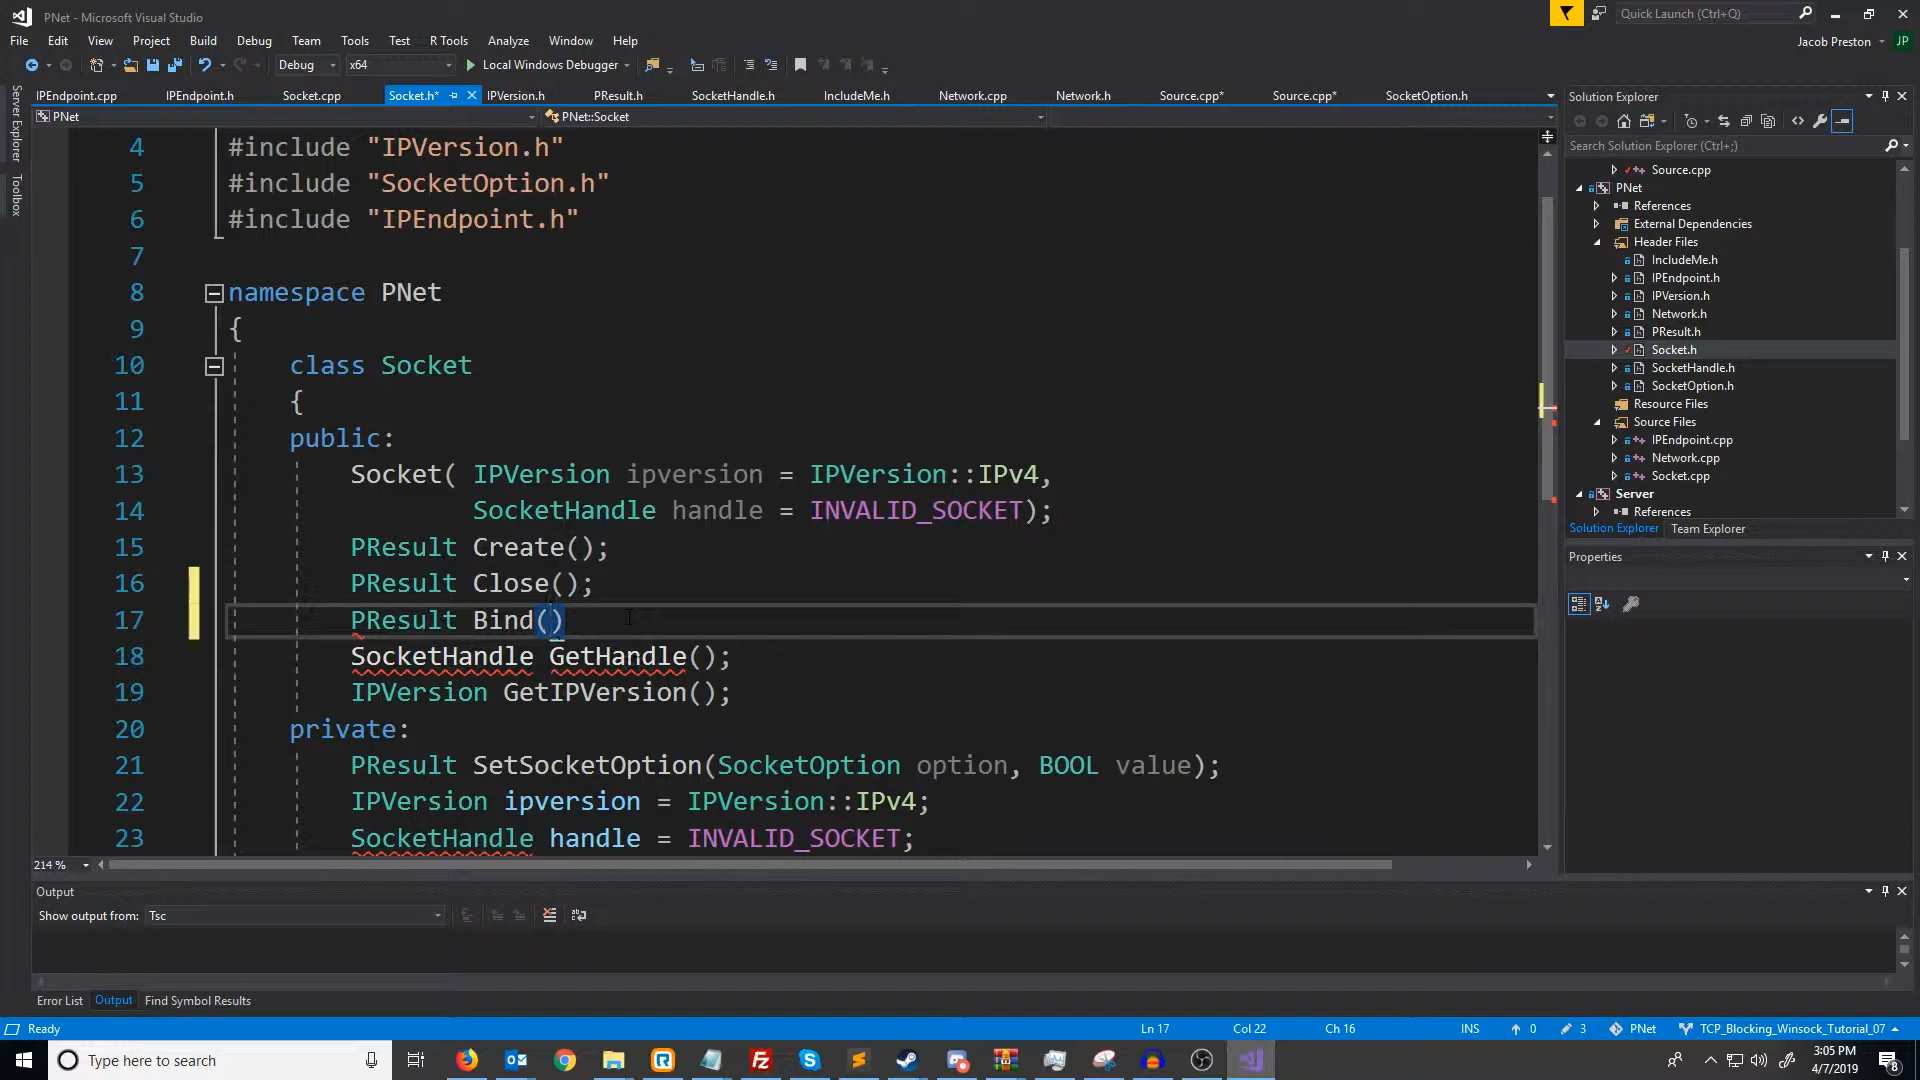 PNet - Microsoft Visual Studio
Quick Launch (Ctrl+Q)
File Edit View Project Build Debug Team Tools Test R Tools Analyze Window Help
Jacob Preston JP
Debug x64 Local Windows Debugger
IPEndpoint.cpp IPEndpoint.h Socket.cpp Socket.h* IPVersion.h PResult.h SocketHandle.h IncludeMe.h Network.cpp Network.h Source.cpp* Source.cpp* SocketOption.h
PNet PNet::Socket
Server Explorer
Toolbox
4 #include "IPVersion.h"
5 #include "SocketOption.h"
6 #include "IPEndpoint.h"
7
8 namespace PNet
9 {
10 class Socket
11 {
12 public:
13 Socket( IPVersion ipversion = IPVersion::IPv4,
14 SocketHandle handle = INVALID_SOCKET);
15 PResult Create();
16 PResult Close();
17 PResult Bind()
18 SocketHandle GetHandle();
19 IPVersion GetIPVersion();
20 private:
21 PResult SetSocketOption(SocketOption option, BOOL value);
22 IPVersion ipversion = IPVersion::IPv4;
23 SocketHandle handle = INVALID_SOCKET;
214 %
Solution Explorer
Search Solution Explorer (Ctrl+;)
Source.cpp
PNet
References
External Dependencies
Header Files
IncludeMe.h
IPEndpoint.h
IPVersion.h
Network.h
PResult.h
Socket.h
SocketHandle.h
SocketOption.h
Resource Files
Source Files
IPEndpoint.cpp
Network.cpp
Socket.cpp
Server
References
Solution Explorer Team Explorer
Properties
Output
Show output from: Tsc
Error List Output Find Symbol Results
Ready Ln 17 Col 22 Ch 16 INS 0 3 PNet TCP_Blocking_Winsock_Tutorial_07
Type here to search
3:05 PM
4/7/2019
8